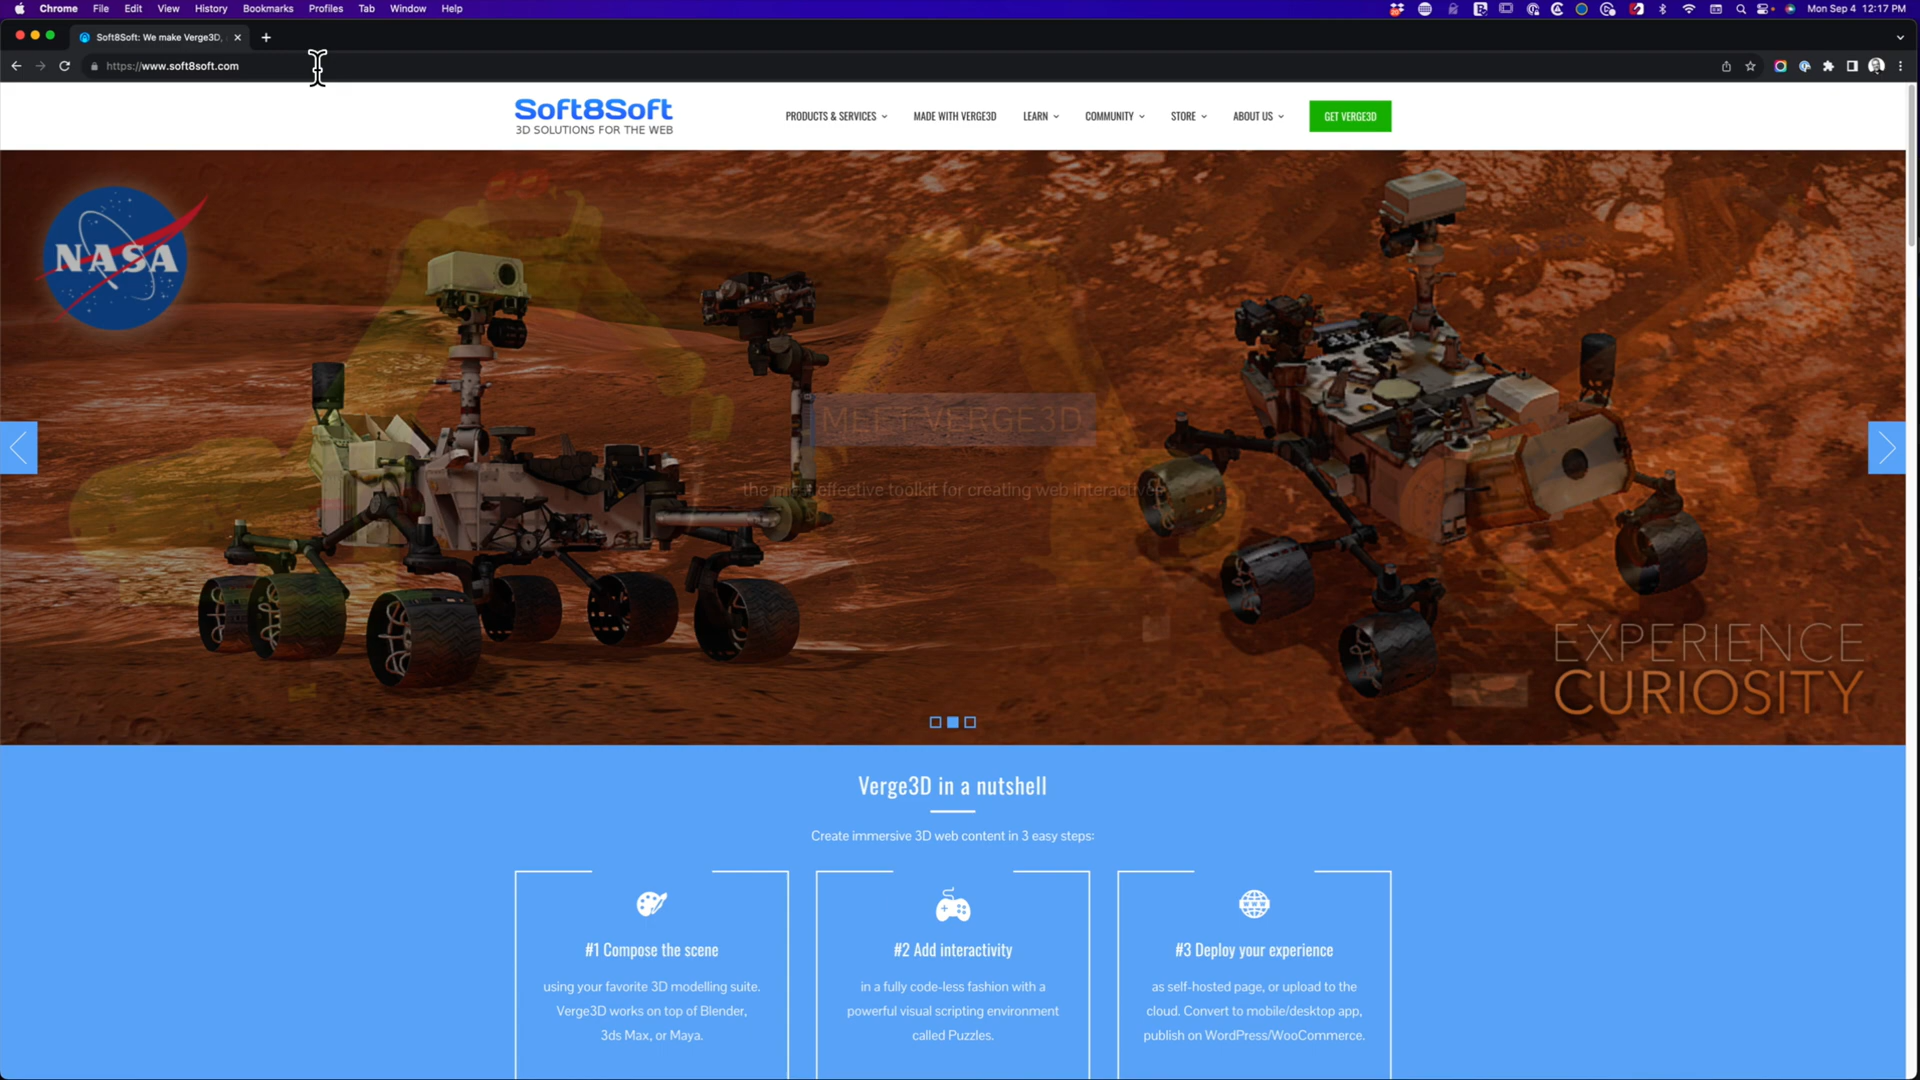 Chrome File Edit View History Bookmarks Profiles Tab Window Help
Mon Sep 4 12:17 PM
Soft8Soft: We make Verge3D,
https://www.soft8soft.com
Soft8Soft
3D SOLUTIONS FOR THE WEB
PRODUCTS & SERVICES MADE WITH VERGE3D LEARN COMMUNITY STORE ABOUT US GET VERGE3D
NASA
MEET VERGE3D
the most effective toolkit for creating web interactives
EXPERIENCE
CURIOSITY
Verge3D in a nutshell
Create immersive 3D web content in 3 easy steps:
#1 Compose the scene
using your favorite 3D modelling suite.
Verge3D works on top of Blender,
3ds Max, or Maya.
#2 Add interactivity
in a fully code-less fashion with a
powerful visual scripting environment
called Puzzles.
WWW
#3 Deploy your experience
as self-hosted page, or upload to the
cloud. Convert to mobile/desktop app,
publish on WordPress/WooCommerce.